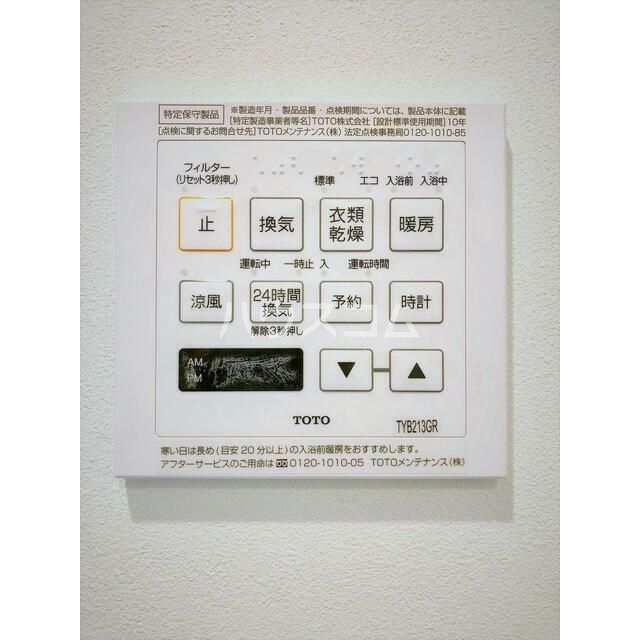 特定保守製品
※製造年月・製品品番・点検期間については、製品本体に記載
[特定製造事業者等名]TOTO株式会社 [設計標準使用期間]10年
[点検に関するお問合せ先]TOTOメンテナンス(株) 法定点検事務局0120-1010-85
フィルター
(リセット3秒押し)
標準 エコ 入浴前 入浴中
止 換気 衣類乾燥 暖房
運転中 一時止 入 運転時間
涼風 24時間換気 予約 時計
解除3秒押し
AM
PM
▼ ▲
TOTO
TYB213GR
寒い日は長め(目安20分以上)の入浴前暖房をおすすめします。
アフターサービスのご用命は 0120-1010-05 TOTOメンテナンス(株)
ハウスコム